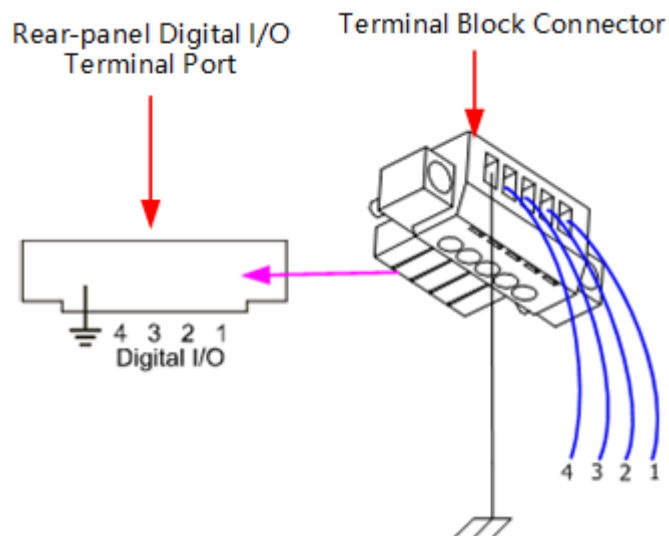 Rear-panel Digital I/O
Terminal Port
Terminal Block Connector
4 3 2 1
Digital I/O
4 3 2 1